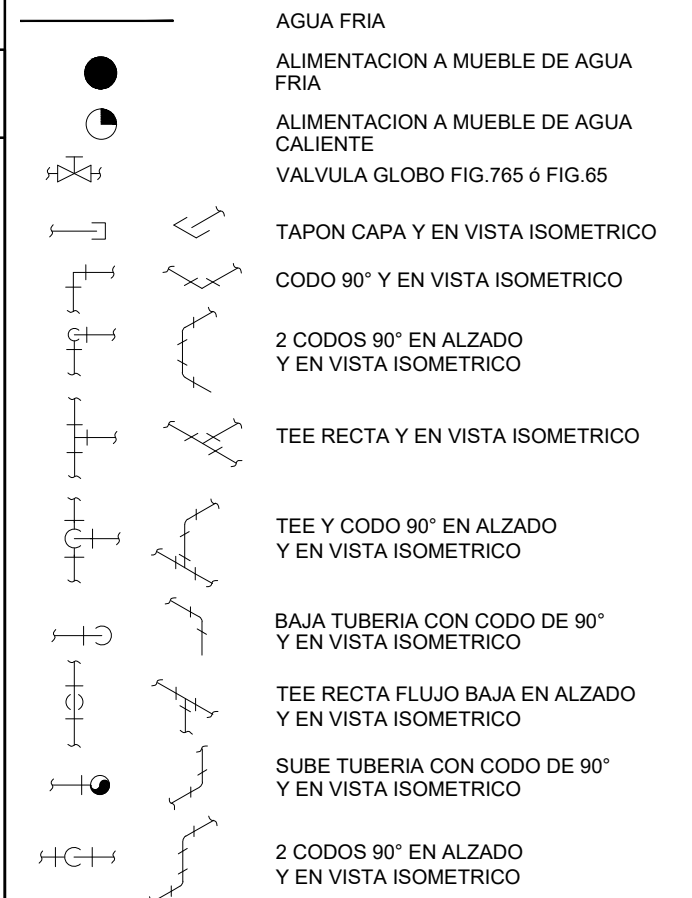 AGUA FRIA
ALIMENTACION A MUEBLE DE AGUA
FRIA
ALIMENTACION A MUEBLE DE AGUA
CALIENTE
VALVULA GLOBO FIG.765 ó FIG.65
TAPON CAPA Y EN VISTA ISOMETRICO
CODO 90° Y EN VISTA ISOMETRICO
2 CODOS 90° EN ALZADO
Y EN VISTA ISOMETRICO
TEE RECTA Y EN VISTA ISOMETRICO
TEE Y CODO 90° EN ALZADO
Y EN VISTA ISOMETRICO
BAJA TUBERIA CON CODO DE 90°
Y EN VISTA ISOMETRICO
TEE RECTA FLUJO BAJA EN ALZADO
Y EN VISTA ISOMETRICO
SUBE TUBERIA CON CODO DE 90°
Y EN VISTA ISOMETRICO
2 CODOS 90° EN ALZADO
Y EN VISTA ISOMETRICO